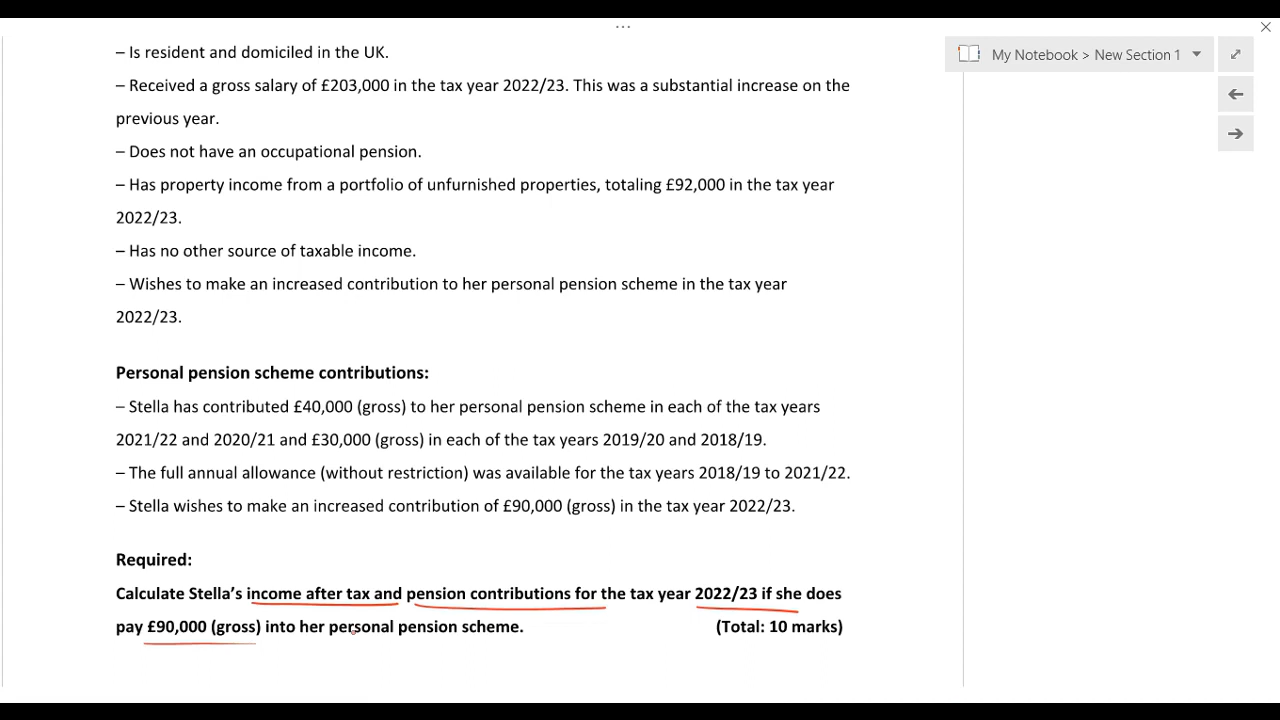 – Is resident and domiciled in the UK.
My Notebook > New Section 1
– Received a gross salary of £203,000 in the tax year 2022/23. This was a substantial increase on the
previous year.
– Does not have an occupational pension.
– Has property income from a portfolio of unfurnished properties, totaling £92,000 in the tax year
2022/23.
– Has no other source of taxable income.
– Wishes to make an increased contribution to her personal pension scheme in the tax year
2022/23.
Personal pension scheme contributions:
– Stella has contributed £40,000 (gross) to her personal pension scheme in each of the tax years
2021/22 and 2020/21 and £30,000 (gross) in each of the tax years 2019/20 and 2018/19.
– The full annual allowance (without restriction) was available for the tax years 2018/19 to 2021/22.
– Stella wishes to make an increased contribution of £90,000 (gross) in the tax year 2022/23.
Required:
Calculate Stella’s income after tax and pension contributions for the tax year 2022/23 if she does
pay £90,000 (gross) into her personal pension scheme. (Total: 10 marks)